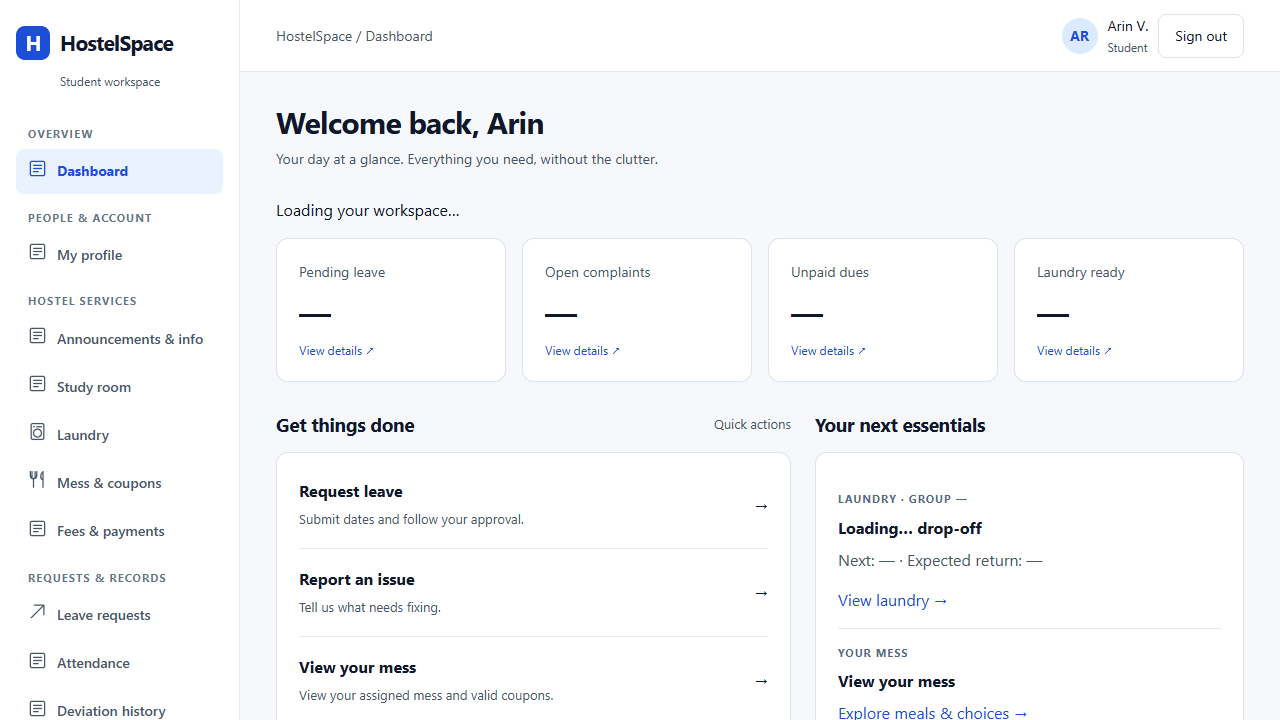 H HostelSpace
Student workspace
OVERVIEW
Dashboard
PEOPLE & ACCOUNT
My profile
HOSTEL SERVICES
Announcements & info
Study room
Laundry
Mess & coupons
Fees & payments
REQUESTS & RECORDS
Leave requests
Attendance
Deviation history
HostelSpace / Dashboard
AR
Arin V.
Student
Sign out
Welcome back, Arin
Your day at a glance. Everything you need, without the clutter.
Loading your workspace...
Pending leave
—
View details ↗
Open complaints
—
View details ↗
Unpaid dues
—
View details ↗
Laundry ready
—
View details ↗
Get things done
Quick actions
Request leave
Submit dates and follow your approval.
→
Report an issue
Tell us what needs fixing.
→
View your mess
View your assigned mess and valid coupons.
→
Your next essentials
LAUNDRY · GROUP —
Loading... drop-off
Next: — · Expected return: —
View laundry →
YOUR MESS
View your mess
Explore meals & choices →